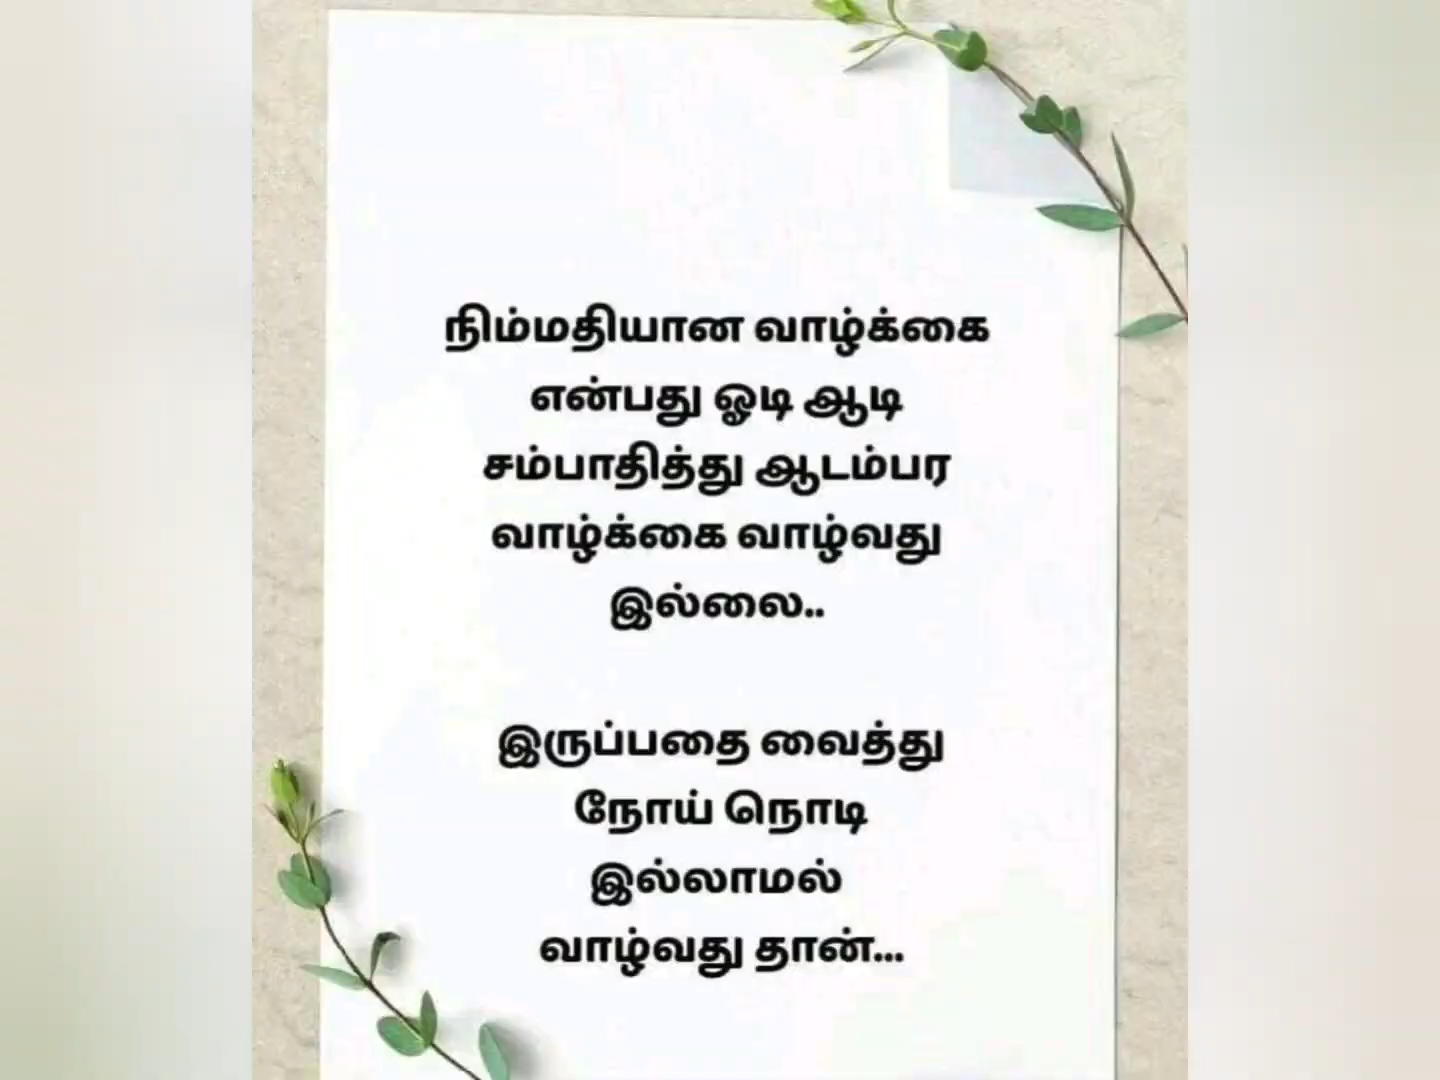 நிம்மதியான வாழ்க்கை
என்பது ஓடி ஆடி
சம்பாதித்து ஆடம்பர
வாழ்க்கை வாழ்வது
இல்லை..
இருப்பதை வைத்து
நோய் நொடி
இல்லாமல்
வாழ்வது தான்...